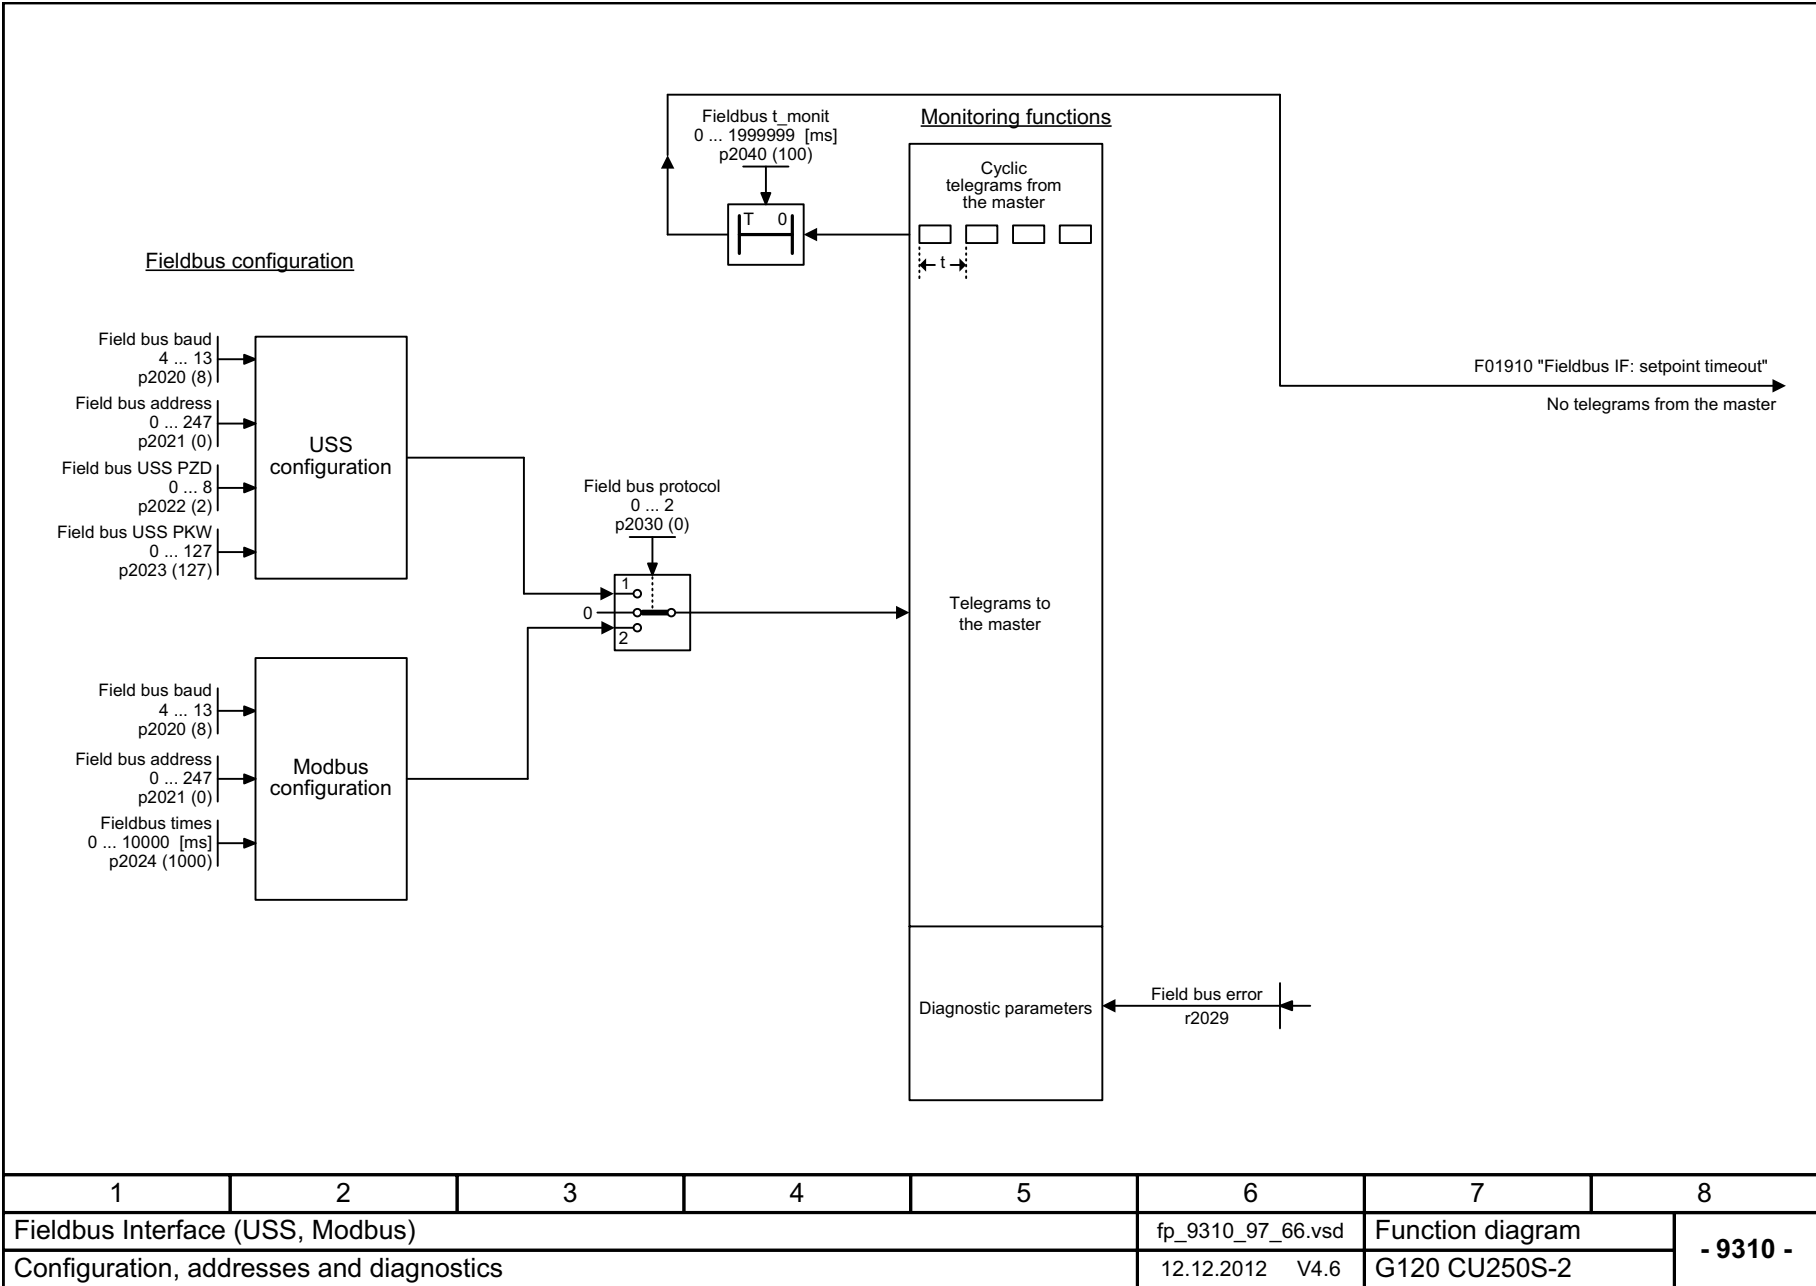 Fieldbus t_monit
0 ... 1999999 [ms]
p2040 (100)
T 0
Monitoring functions
Cyclic
telegrams from
the master
t
F01910 "Fieldbus IF: setpoint timeout"
No telegrams from the master
Fieldbus configuration
Field bus baud
4 ... 13
p2020 (8)
Field bus address
0 ... 247
p2021 (0)
Field bus USS PZD
0 ... 8
p2022 (2)
Field bus USS PKW
0 ... 127
p2023 (127)
USS
configuration
Field bus protocol
0 ... 2
p2030 (0)
1
0
2
Telegrams to
the master
Field bus baud
4 ... 13
p2020 (8)
Field bus address
0 ... 247
p2021 (0)
Fieldbus times
0 ... 10000 [ms]
p2024 (1000)
Modbus
configuration
Diagnostic parameters
Field bus error
r2029
1 2 3 4 5 6 7 8
Fieldbus Interface (USS, Modbus) fp_9310_97_66.vsd Function diagram
- 9310 -
Configuration, addresses and diagnostics 12.12.2012 V4.6 G120 CU250S-2